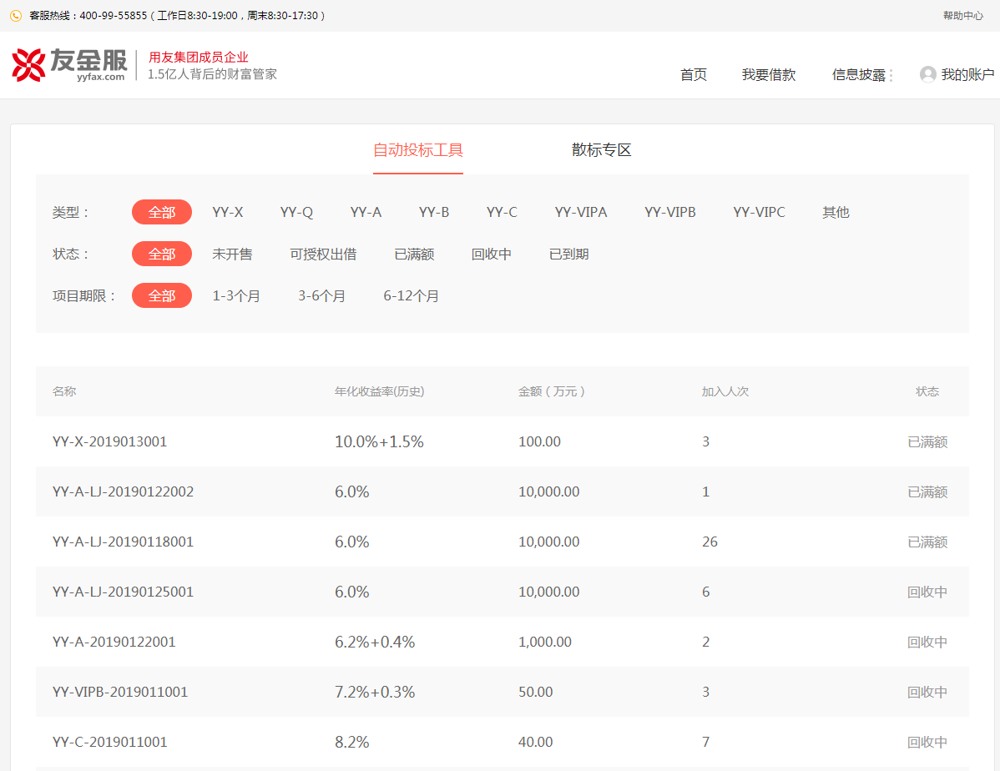 客服热线：400-99-55855（工作日8:30-19:00，周末8:30-17:30） 帮助中心
友金服 yyfax.com
用友集团成员企业
1.5亿人背后的财富管家
首页 我要借款 信息披露 我的账户
自动投标工具 散标专区
类型： 全部 YY-X YY-Q YY-A YY-B YY-C YY-VIPA YY-VIPB YY-VIPC 其他
状态： 全部 未开售 可授权出借 已满额 回收中 已到期
项目期限： 全部 1-3个月 3-6个月 6-12个月
名称 年化收益率(历史) 金额（万元） 加入人次 状态
YY-X-2019013001 10.0%+1.5% 100.00 3 已满额
YY-A-LJ-20190122002 6.0% 10,000.00 1 已满额
YY-A-LJ-20190118001 6.0% 10,000.00 26 已满额
YY-A-LJ-20190125001 6.0% 10,000.00 6 回收中
YY-A-20190122001 6.2%+0.4% 1,000.00 2 回收中
YY-VIPB-2019011001 7.2%+0.3% 50.00 3 回收中
YY-C-2019011001 8.2% 40.00 7 回收中